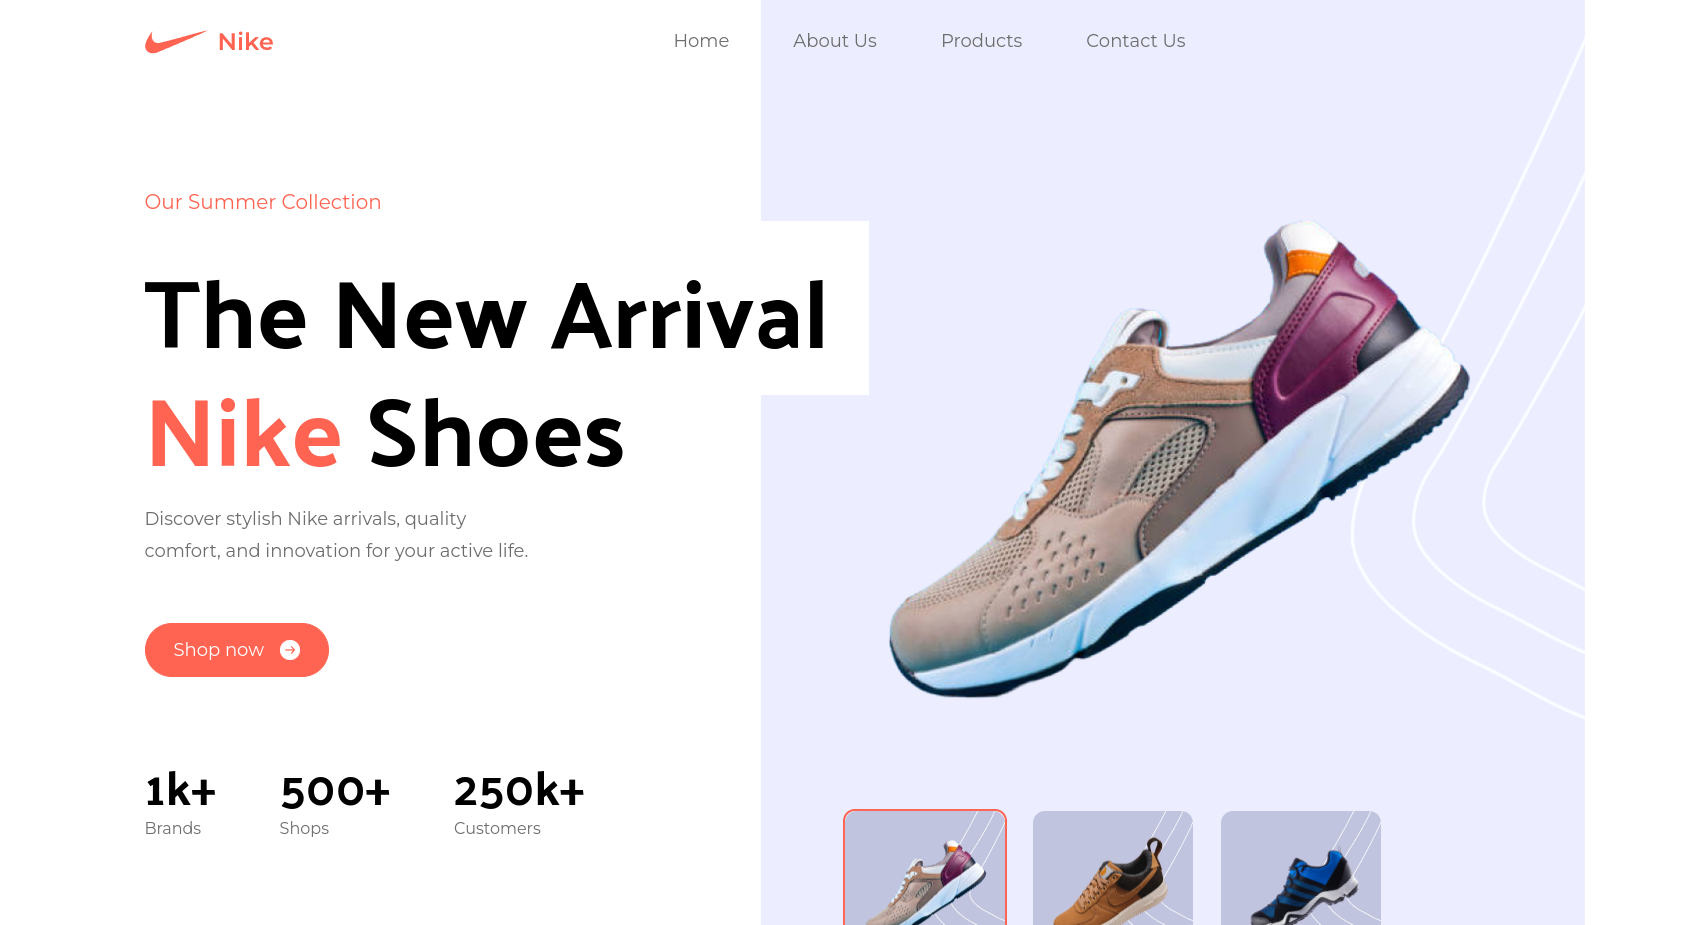 Nike
Home
About Us
Products
Contact Us
Our Summer Collection
The New Arrival
Nike Shoes
Discover stylish Nike arrivals, quality
comfort, and innovation for your active life.
Shop now
1k+
Brands
500+
Shops
250k+
Customers